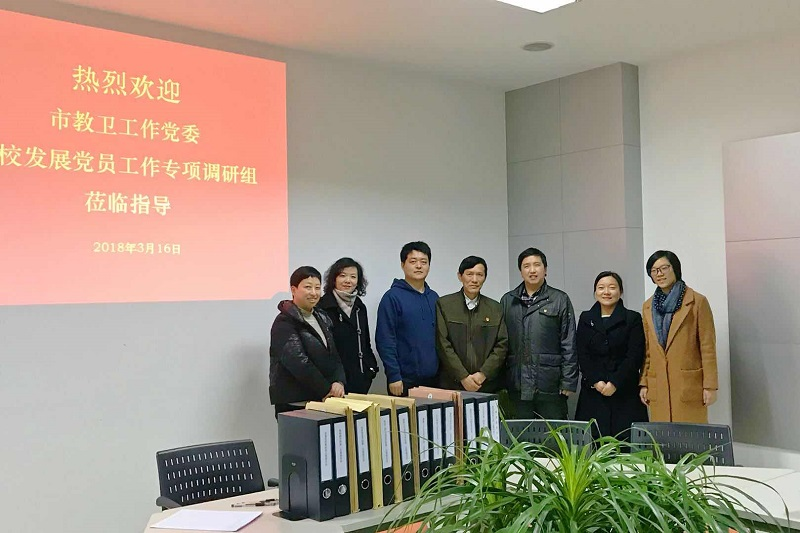 热烈欢迎
市教卫工作党委
校发展党员工作专项调研组
莅临指导
2018年3月16日